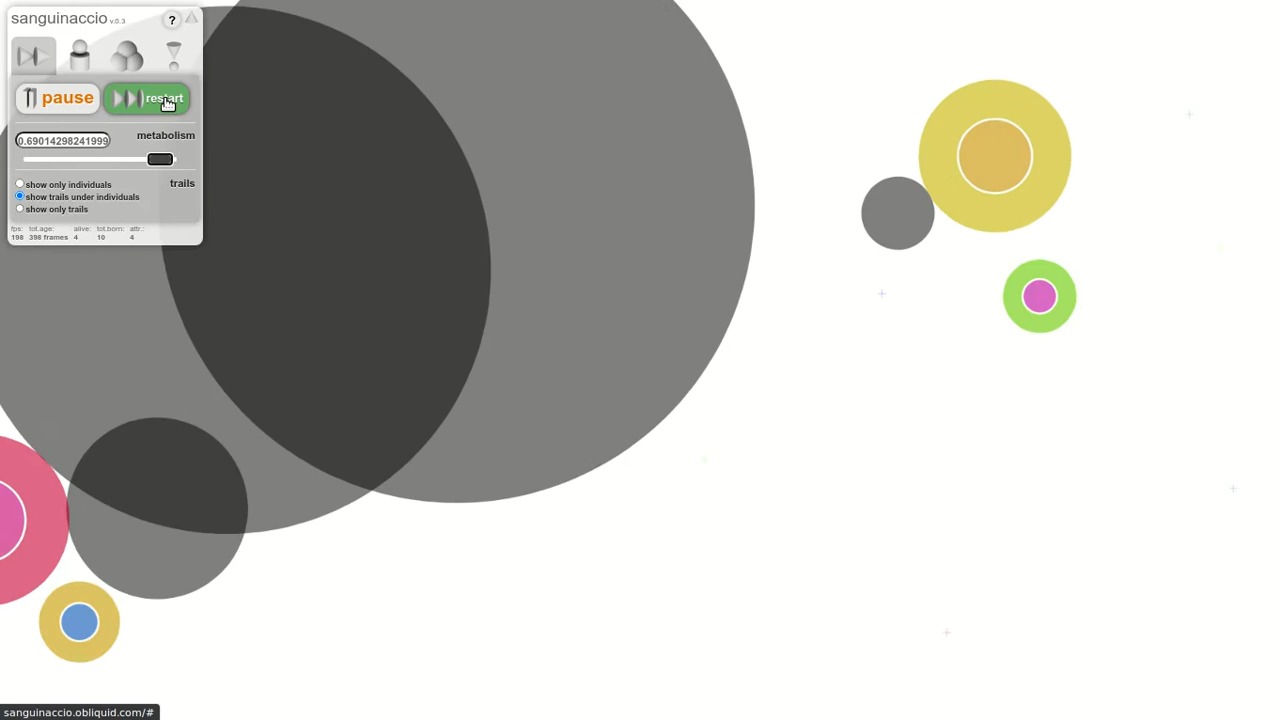 sanguinaccio v.0.3 ?
pause restart
metabolism
0.69014298241999
trails
show only individuals
show trails under individuals
show only trails
fps: tot.age: alive: tot.born: attr.:
198 398 frames 4 10 4
sanguinaccio.obliquid.com/#